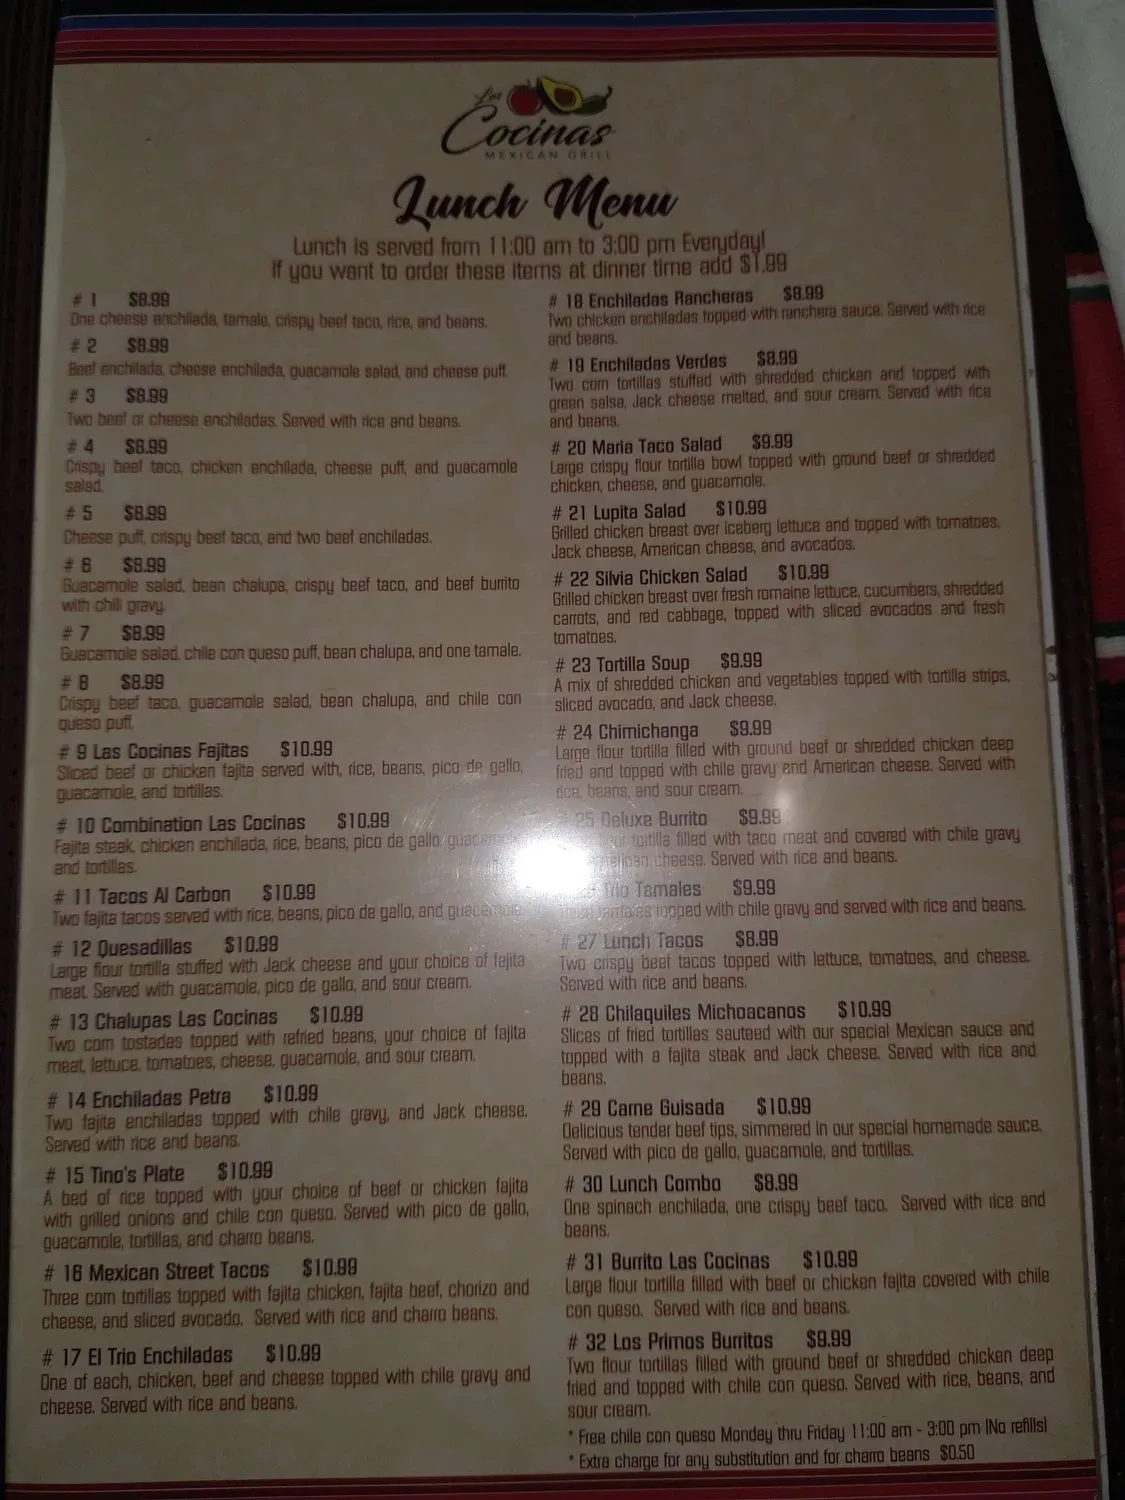 Las
Cocinas
MEXICAN GRILL
Lunch Menu
Lunch is served from 11:00 am to 3:00 pm Everyday!
If you want to order these items at dinner time add $1.99
# 1 $8.99
One cheese enchilada, tamale, crispy beef taco, rice, and beans.
# 2 $8.99
Beef enchilada, cheese enchilada, guacamole salad, and cheese puff.
# 3 $8.99
Two beef or cheese enchiladas. Served with rice and beans.
# 4 $8.99
Crispy beef taco, chicken enchilada, cheese puff, and guacamole
salad.
# 5 $8.99
Cheese puff, crispy beef taco, and two beef enchiladas.
# 6 $8.99
Guacamole salad, bean chalupa, crispy beef taco, and beef burrito
with chili gravy.
# 7 $8.99
Guacamole salad, chile con queso puff, bean chalupa, and one tamale.
# 8 $8.99
Crispy beef taco, guacamole salad, bean chalupa, and chile con
queso puff.
# 9 Las Cocinas Fajitas $10.99
Sliced beef or chicken fajita served with, rice, beans, pico de gallo,
guacamole, and tortillas.
# 10 Combination Las Cocinas $10.99
Fajita steak, chicken enchilada, rice, beans, pico de gallo, guacamole
and tortillas.
# 11 Tacos Al Carbon $10.99
Two fajita tacos served with rice, beans, pico de gallo, and guacamole
# 12 Quesadillas $10.99
Large flour tortilla stuffed with Jack cheese and your choice of fajita
meat. Served with guacamole, pico de gallo, and sour cream.
# 13 Chalupas Las Cocinas $10.99
Two corn tostadas topped with refried beans, your choice of fajita
meat, lettuce, tomatoes, cheese, guacamole, and sour cream.
# 14 Enchiladas Petra $10.99
Two fajita enchiladas topped with chile gravy, and Jack cheese.
Served with rice and beans.
# 15 Tino's Plate $10.99
A bed of rice topped with your choice of beef or chicken fajita
with grilled onions and chile con queso. Served with pico de gallo,
guacamole, tortillas, and charro beans.
# 16 Mexican Street Tacos $10.99
Three corn tortillas topped with fajita chicken, fajita beef, chorizo and
cheese, and sliced avocado. Served with rice and charro beans.
# 17 El Trio Enchiladas $10.99
One of each, chicken, beef and cheese topped with chile gravy and
cheese. Served with rice and beans.
# 18 Enchiladas Rancheras $8.99
Two chicken enchiladas topped with ranchera sauce. Served with rice
and beans.
# 19 Enchiladas Verdes $8.99
Two corn tortillas stuffed with shredded chicken and topped with
green salsa, Jack cheese melted, and sour cream. Served with rice
and beans.
# 20 Maria Taco Salad $9.99
Large crispy flour tortilla bowl topped with ground beef or shredded
chicken, cheese, and guacamole.
# 21 Lupita Salad $10.99
Grilled chicken breast over iceberg lettuce and topped with tomatoes,
Jack cheese, American cheese, and avocados.
# 22 Silvia Chicken Salad $10.99
Grilled chicken breast over fresh romaine lettuce, cucumbers, shredded
carrots, and red cabbage, topped with sliced avocados and fresh
tomatoes.
# 23 Tortilla Soup $9.99
A mix of shredded chicken and vegetables topped with tortilla strips,
sliced avocado, and Jack cheese.
# 24 Chimichanga $9.99
Large flour tortilla filled with ground beef or shredded chicken deep
fried and topped with chile gravy and American cheese. Served with
rice, beans, and sour cream.
25 Deluxe Burrito $9.99
tortilla filled with taco meat and covered with chile gravy
cheese. Served with rice and beans.
Trio Tamales $9.99
tamales topped with chile gravy and served with rice and beans.
# 27 Lunch Tacos $8.99
Two crispy beef tacos topped with lettuce, tomatoes, and cheese.
Served with rice and beans.
# 28 Chilaquiles Michoacanos $10.99
Slices of fried tortillas sauteed with our special Mexican sauce and
topped with a fajita steak and Jack cheese. Served with rice and
beans.
# 29 Carne Guisada $10.99
Delicious tender beef tips, simmered in our special homemade sauce.
Served with pico de gallo, guacamole, and tortillas.
# 30 Lunch Combo $8.99
One spinach enchilada, one crispy beef taco. Served with rice and
beans.
# 31 Burrito Las Cocinas $10.99
Large flour tortilla filled with beef or chicken fajita covered with chile
con queso. Served with rice and beans.
# 32 Los Primos Burritos $9.99
Two flour tortillas filled with ground beef or shredded chicken deep
fried and topped with chile con queso. Served with rice, beans, and
sour cream.
* Free chile con queso Monday thru Friday 11:00 am - 3:00 pm !No refills!
* Extra charge for any substitution and for charro beans $0.50